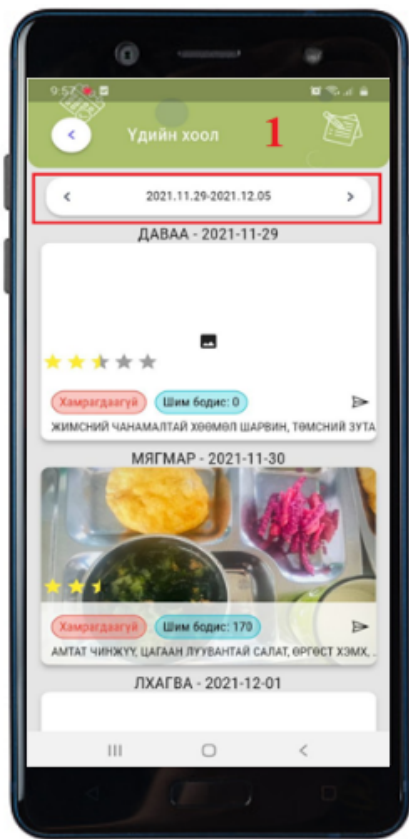 9:57
Үдийн хоол 1
2021.11.29-2021.12.05
ДАВАА - 2021-11-29
Хамрагдаагүй Шим бодис: 0
ЖИМСНИЙ ЧАНАМАЛТАЙ ХӨӨМӨЛ ШАРВИН, ТӨМСНИЙ ЗУТА
МЯГМАР - 2021-11-30
Хамрагдаагүй Шим бодис: 170
АМТАТ ЧИНЖҮҮ, ЦАГААН ЛУУВАНТАЙ САЛАТ, ӨРГӨСТ ХЭМХ, .
ЛХАГВА - 2021-12-01